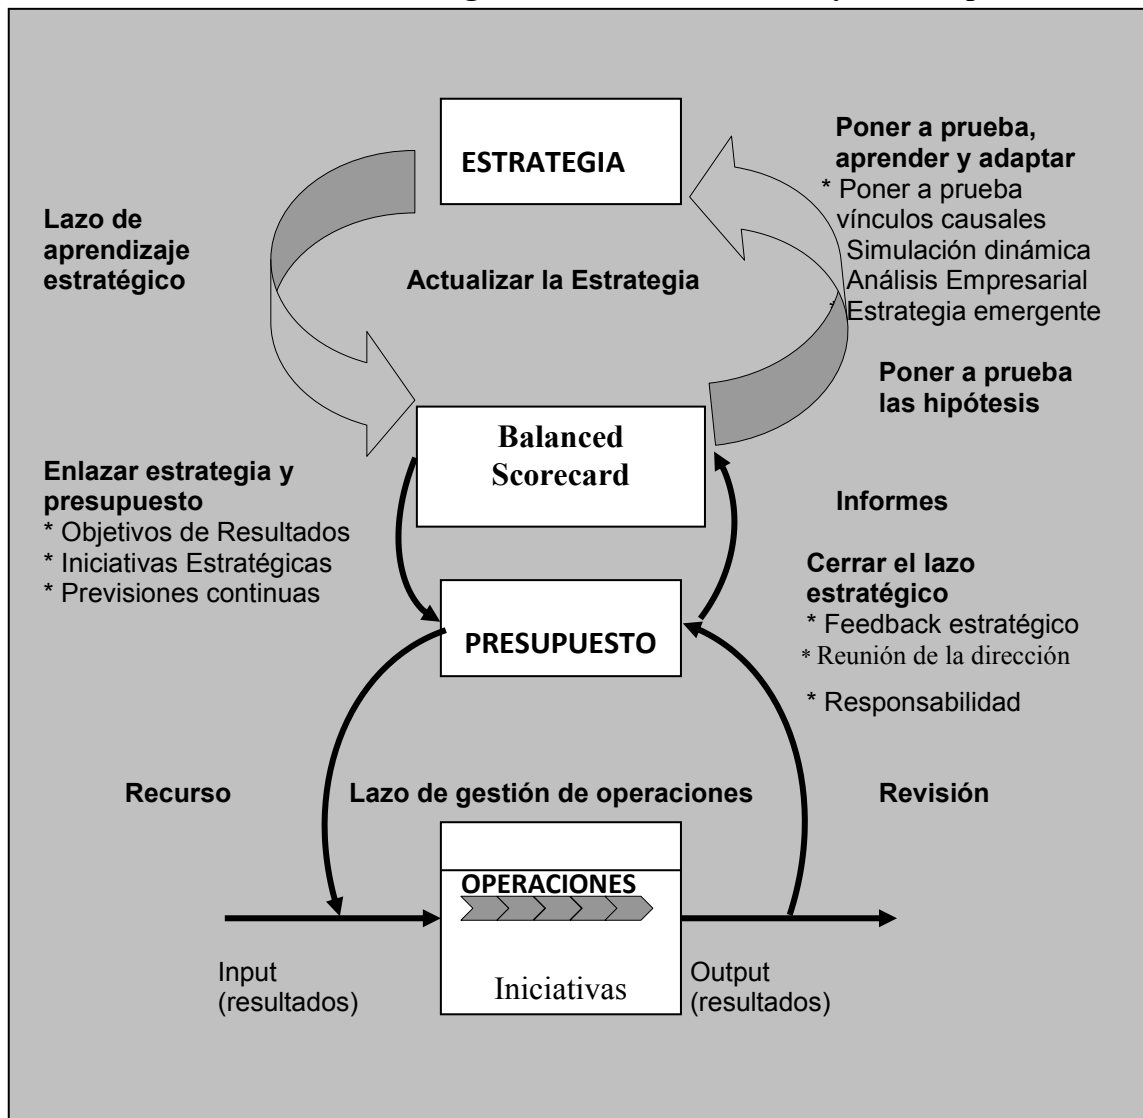 ESTRATEGIA
Poner a prueba,
aprender y adaptar
* Poner a prueba
vínculos causales
Simulación dinámica
Análisis Empresarial
* Estrategia emergente
Lazo de
aprendizaje
estratégico
Actualizar la Estrategia
Poner a prueba
las hipótesis
Balanced
Scorecard
Enlazar estrategia y
presupuesto
* Objetivos de Resultados
* Iniciativas Estratégicas
* Previsiones continuas
Informes
Cerrar el lazo
estratégico
* Feedback estratégico
* Reunión de la dirección
* Responsabilidad
PRESUPUESTO
Recurso
Lazo de gestión de operaciones
Revisión
OPERACIONES
Iniciativas
Input
(resultados)
Output
(resultados)